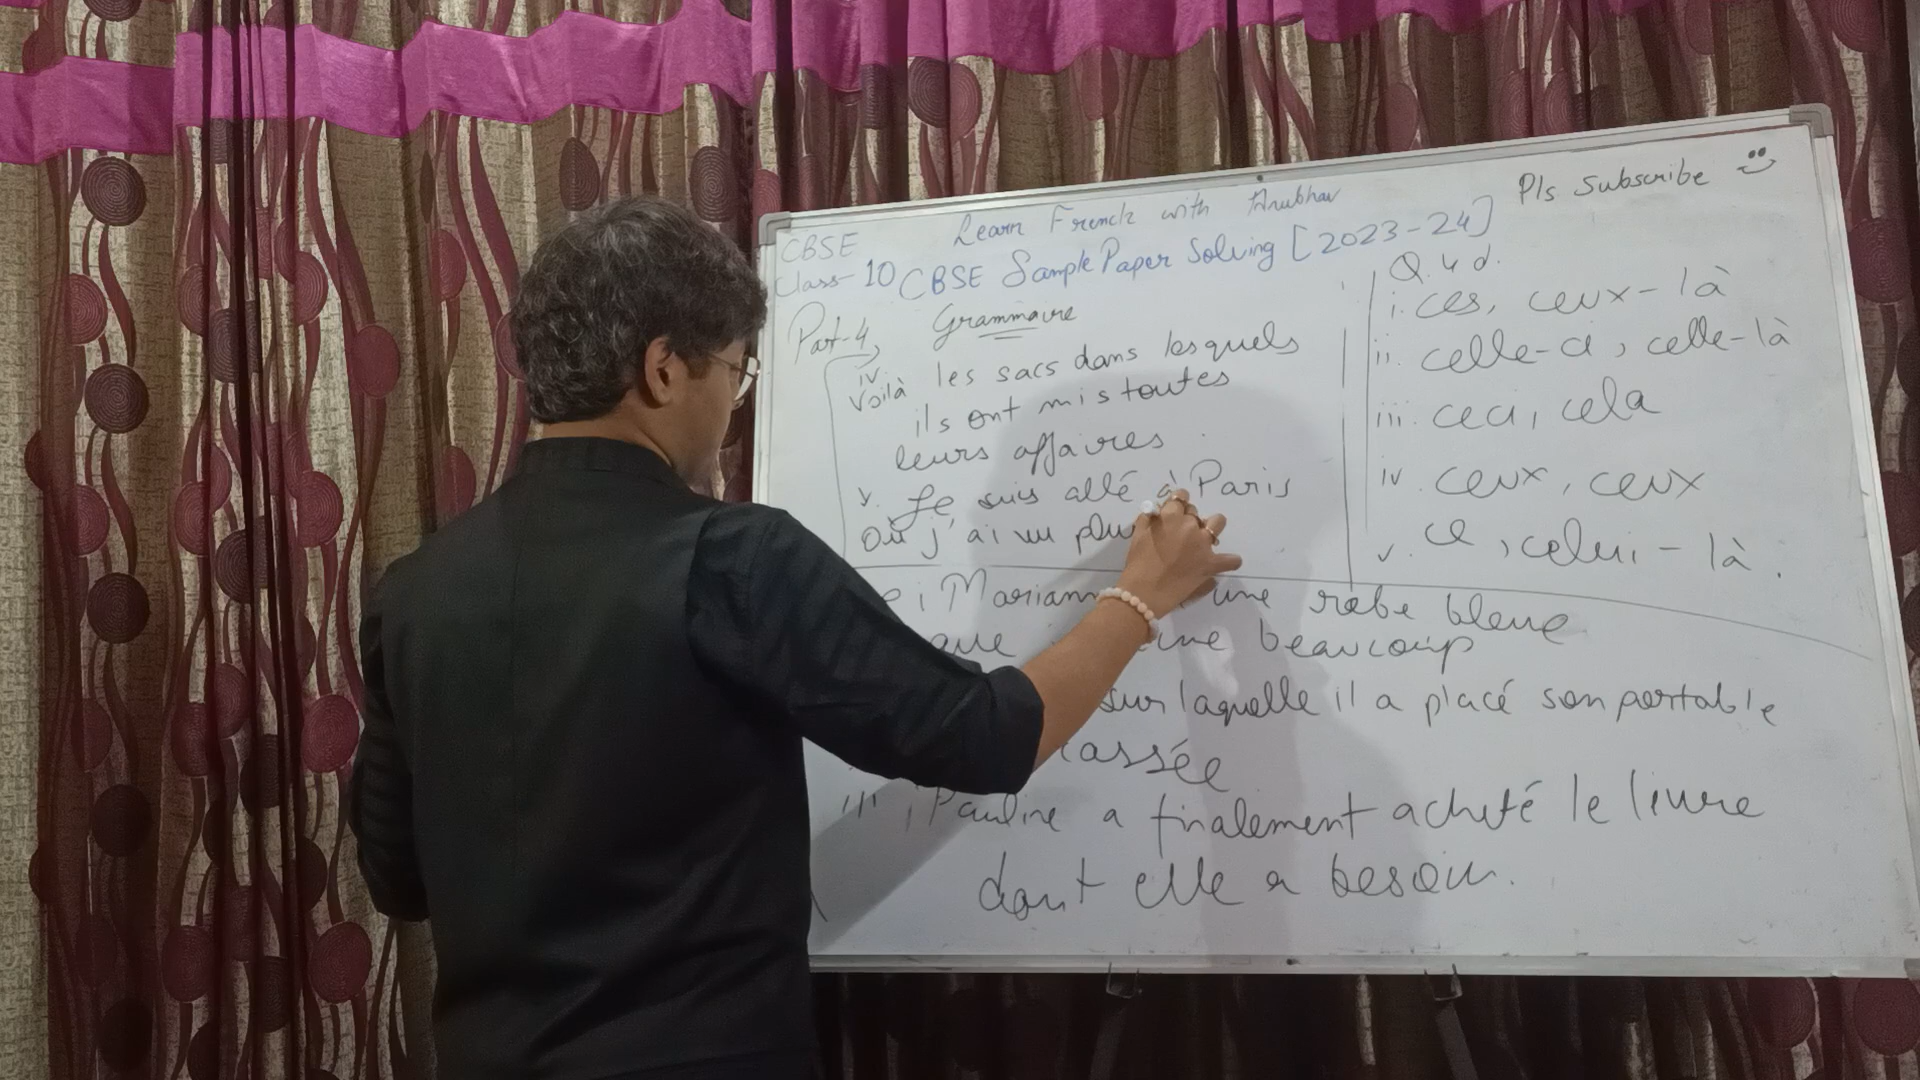 CBSE
Class-10
Learn French with Anubhav
CBSE Sample Paper Solving [2023-24]
Pls Subscribe
Part-4,
Grammaire
iv.
Voilà les sacs dans lesquels
ils ont mis toutes
leurs affaires.
v. Je suis allé à Paris
Où j'ai vu plu
Q.4 d.
i. ces, ceux-là
ii. celle-ci, celle-là
iii. ceci, cela
iv. ceux, ceux
v. ce, celui-là.
i Mariann une robe bleue
que beaucoup
sur laquelle il a placé son portable
cassée
iii, Pauline a finalement acheté le livre
dont elle a besoin.